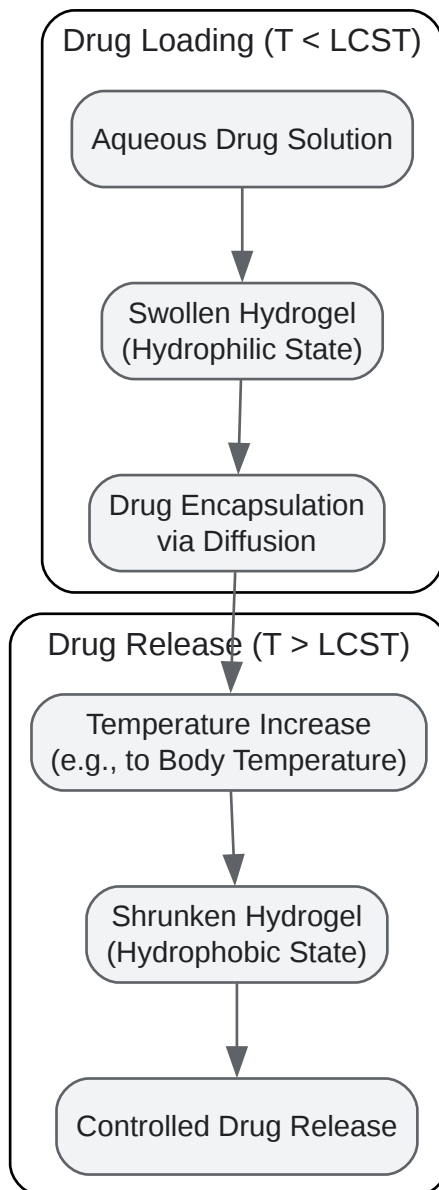 Drug Loading (T < LCST)
Aqueous Drug Solution
Swollen Hydrogel
(Hydrophilic State)
Drug Encapsulation
via Diffusion
Drug Release (T > LCST)
Temperature Increase
(e.g., to Body Temperature)
Shrunken Hydrogel
(Hydrophobic State)
Controlled Drug Release